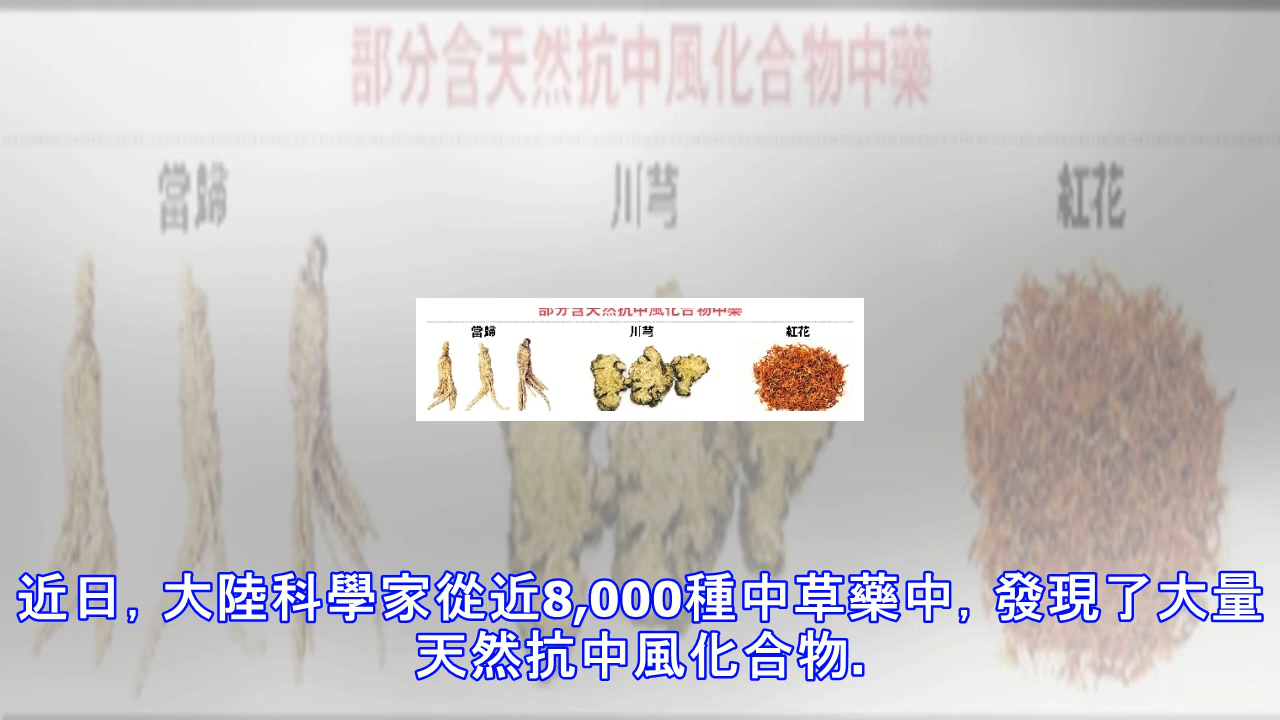 部分含天然抗中風化合物中藥
當歸 川芎 紅花
部分含天然抗中風化合物中藥
當歸 川芎 紅花
近日, 大陸科學家從近8,000種中草藥中, 發現了大量
天然抗中風化合物.